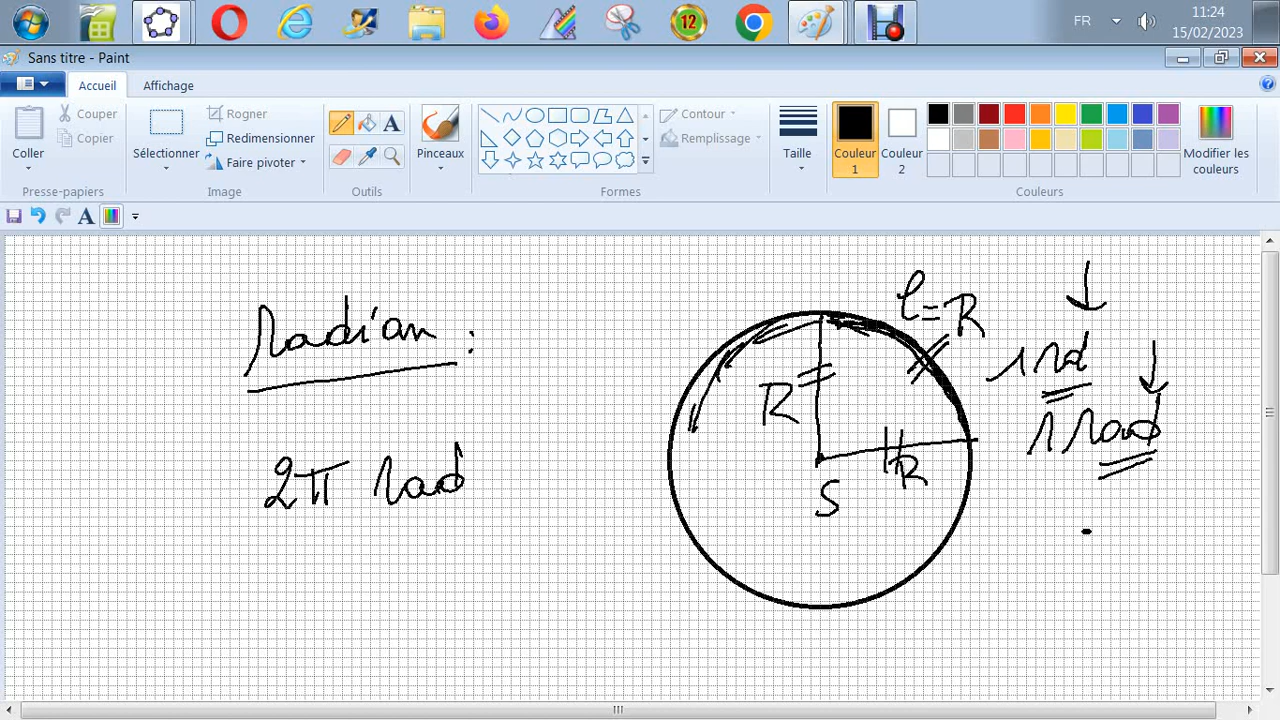 12
FR
11:24
15/02/2023
Sans titre - Paint
Accueil
Affichage
Coller
Couper
Copier
Presse-papiers
Sélectionner
Rogner
Redimensionner
Faire pivoter
Image
A
Outils
Pinceaux
Contour
Remplissage
Formes
Taille
Couleur 1
Couleur 2
Modifier les couleurs
Couleurs
A
Radian :
2π rad
l = R
R
R
S
1 rd
1 rad